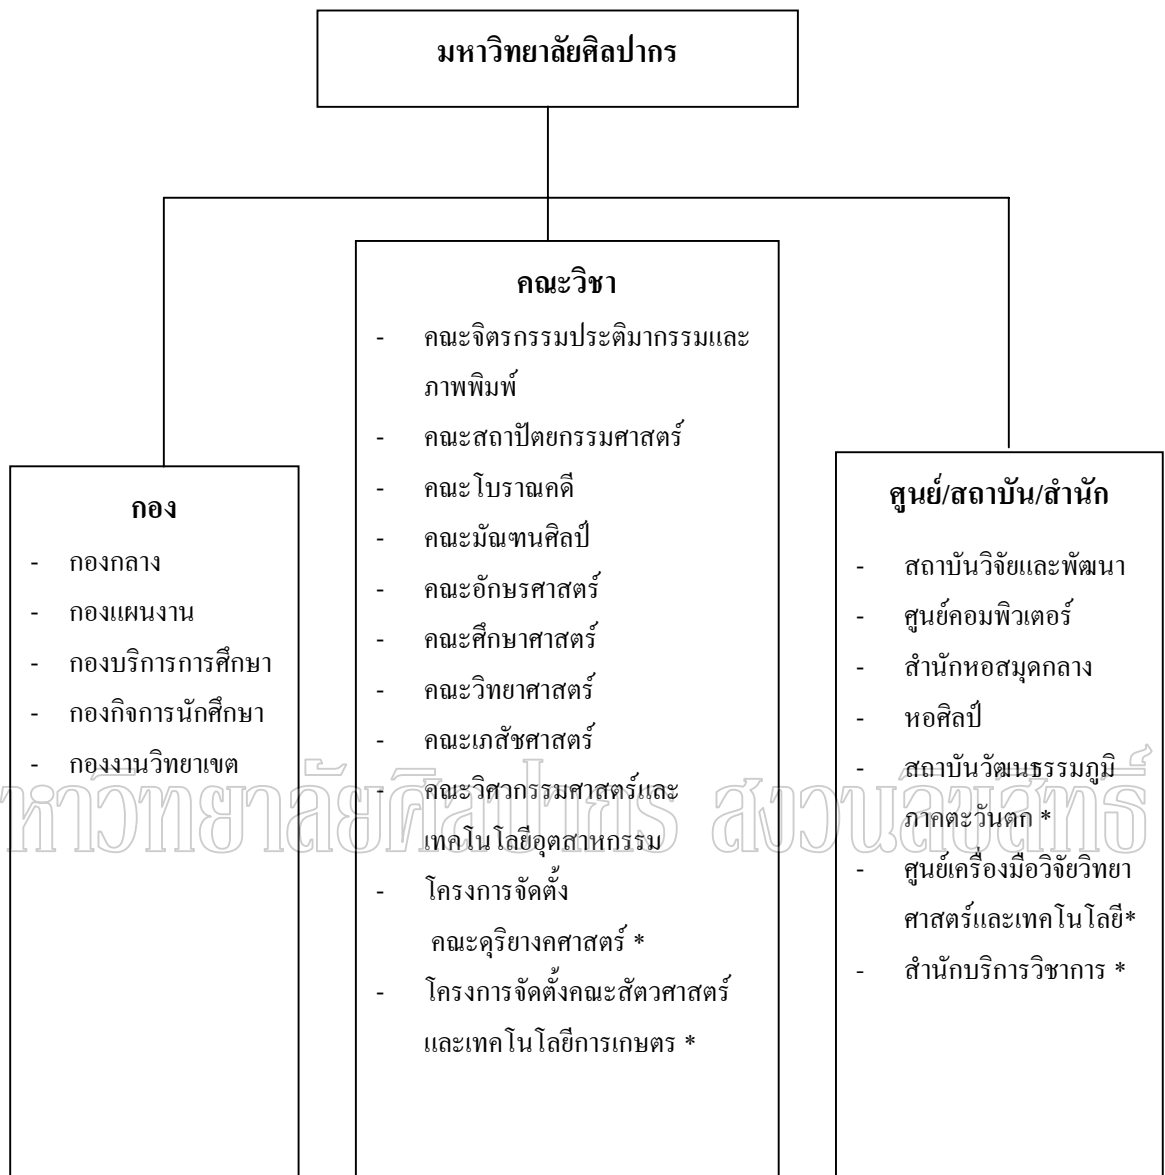 มหาวิทยาลัยศิลปากร
คณะวิชา
- คณะจิตรกรรมประติมากรรมและ
ภาพพิมพ์
- คณะสถาปัตยกรรมศาสตร์
- คณะโบราณคดี
- คณะมัณฑนศิลป์
- คณะอักษรศาสตร์
- คณะศึกษาศาสตร์
- คณะวิทยาศาสตร์
- คณะเภสัชศาสตร์
- คณะวิศวกรรมศาสตร์และ
เทคโนโลยีอุตสาหกรรม
- โครงการจัดตั้ง
คณะดุริยางคศาสตร์ *
- โครงการจัดตั้งคณะสัตวศาสตร์
และเทคโนโลยีการเกษตร *
กอง
- กองกลาง
- กองแผนงาน
- กองบริการการศึกษา
- กองกิจการนักศึกษา
- กองงานวิทยาเขต
ศูนย์/สถาบัน/สำนัก
- สถาบันวิจัยและพัฒนา
- ศูนย์คอมพิวเตอร์
- สำนักหอสมุดกลาง
- หอศิลป์
- สถาบันวัฒนธรรมภูมิ
ภาคตะวันตก *
- ศูนย์เครื่องมือวิจัยวิทยา
ศาสตร์และเทคโนโลยี*
- สำนักบริการวิชาการ *
มหาวิทยาลัยศิลปากร สงวนลิขสิทธิ์